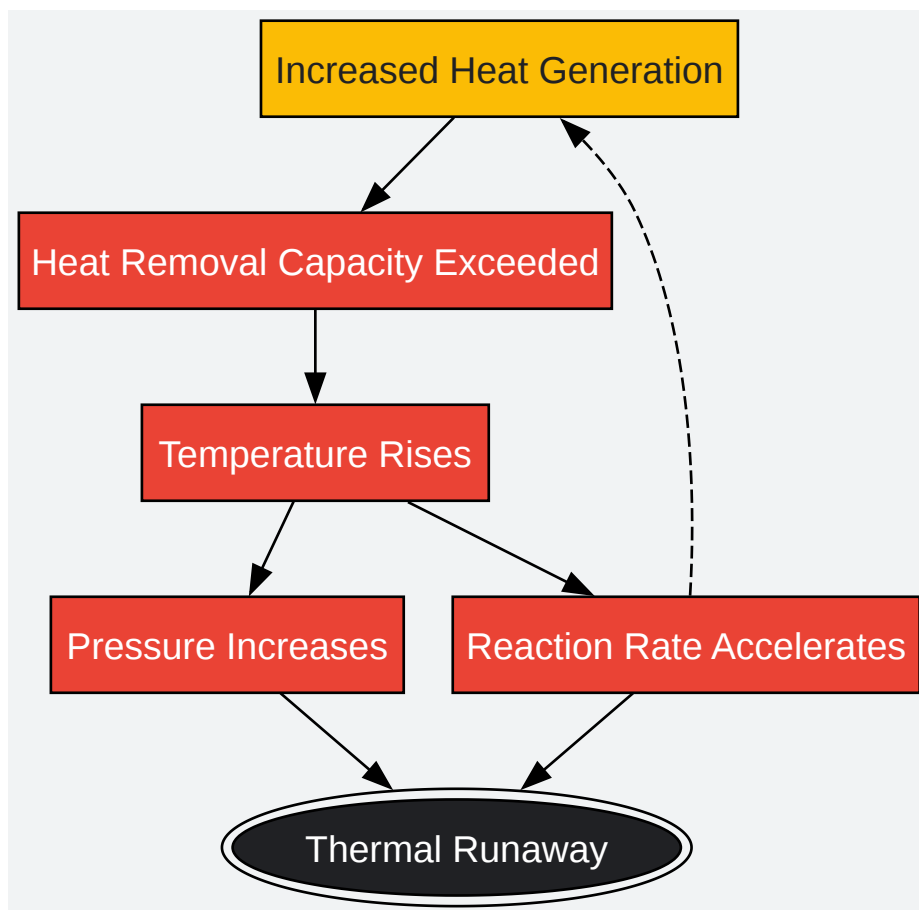 Increased Heat Generation
Heat Removal Capacity Exceeded
Temperature Rises
Pressure Increases
Reaction Rate Accelerates
Thermal Runaway